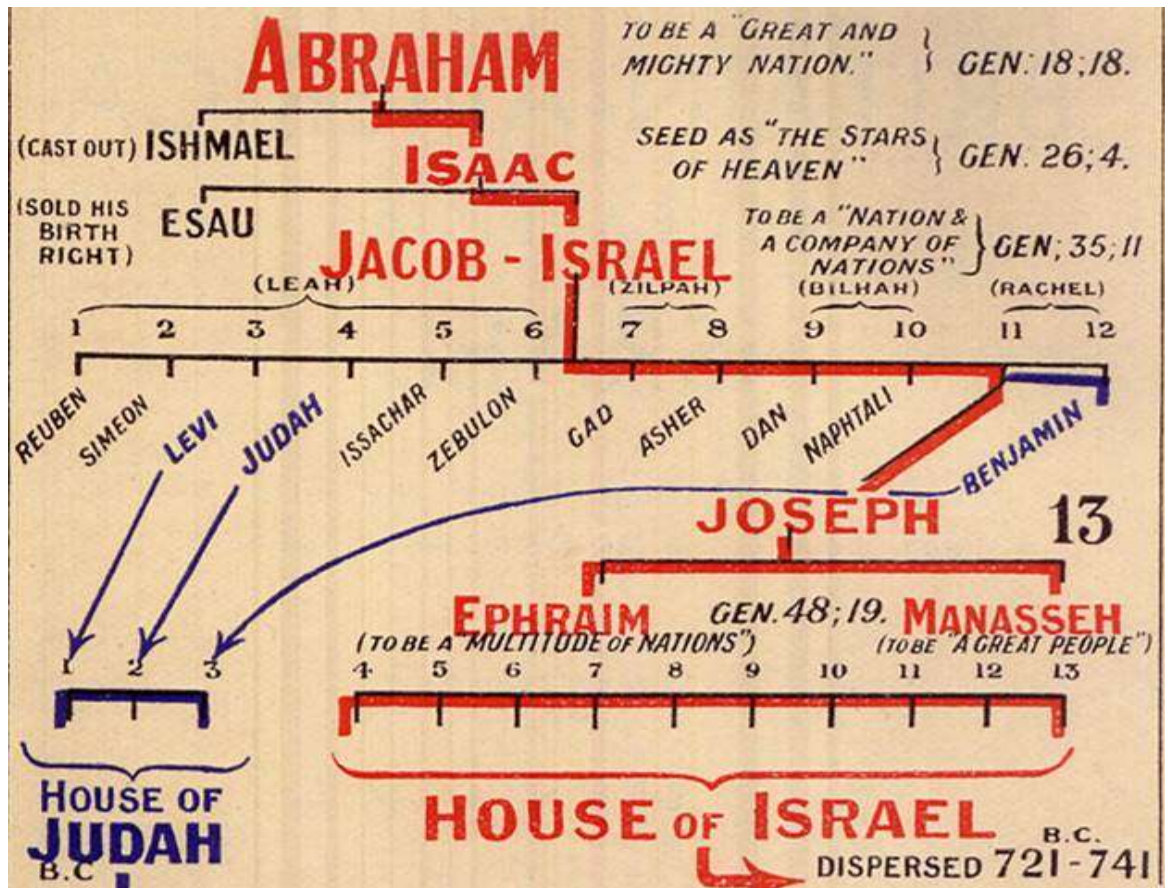 ABRAHAM
TO BE A "GREAT AND
MIGHTY NATION."
GEN: 18;18.
(CAST OUT) ISHMAEL
ISAAC
SEED AS "THE STARS
OF HEAVEN"
GEN. 26;4.
(SOLD HIS
BIRTH
RIGHT)
ESAU
JACOB - ISRAEL
TO BE A "NATION &
A COMPANY OF
NATIONS"
GEN; 35;11
(LEAH) (ZILPAH) (BILHAH) (RACHEL)
1 2 3 4 5 6 7 8 9 10 11 12
REUBEN SIMEON LEVI JUDAH ISSACHAR ZEBULON GAD ASHER DAN NAPHTALI BENJAMIN
JOSEPH 13
EPHRAIM GEN. 48;19. MANASSEH
(TO BE A "MULTITUDE OF NATIONS") (TO BE "A GREAT PEOPLE")
1 2 3 4 5 6 7 8 9 10 11 12 13
HOUSE OF
JUDAH
B.C
HOUSE OF ISRAEL
B.C.
DISPERSED 721-741